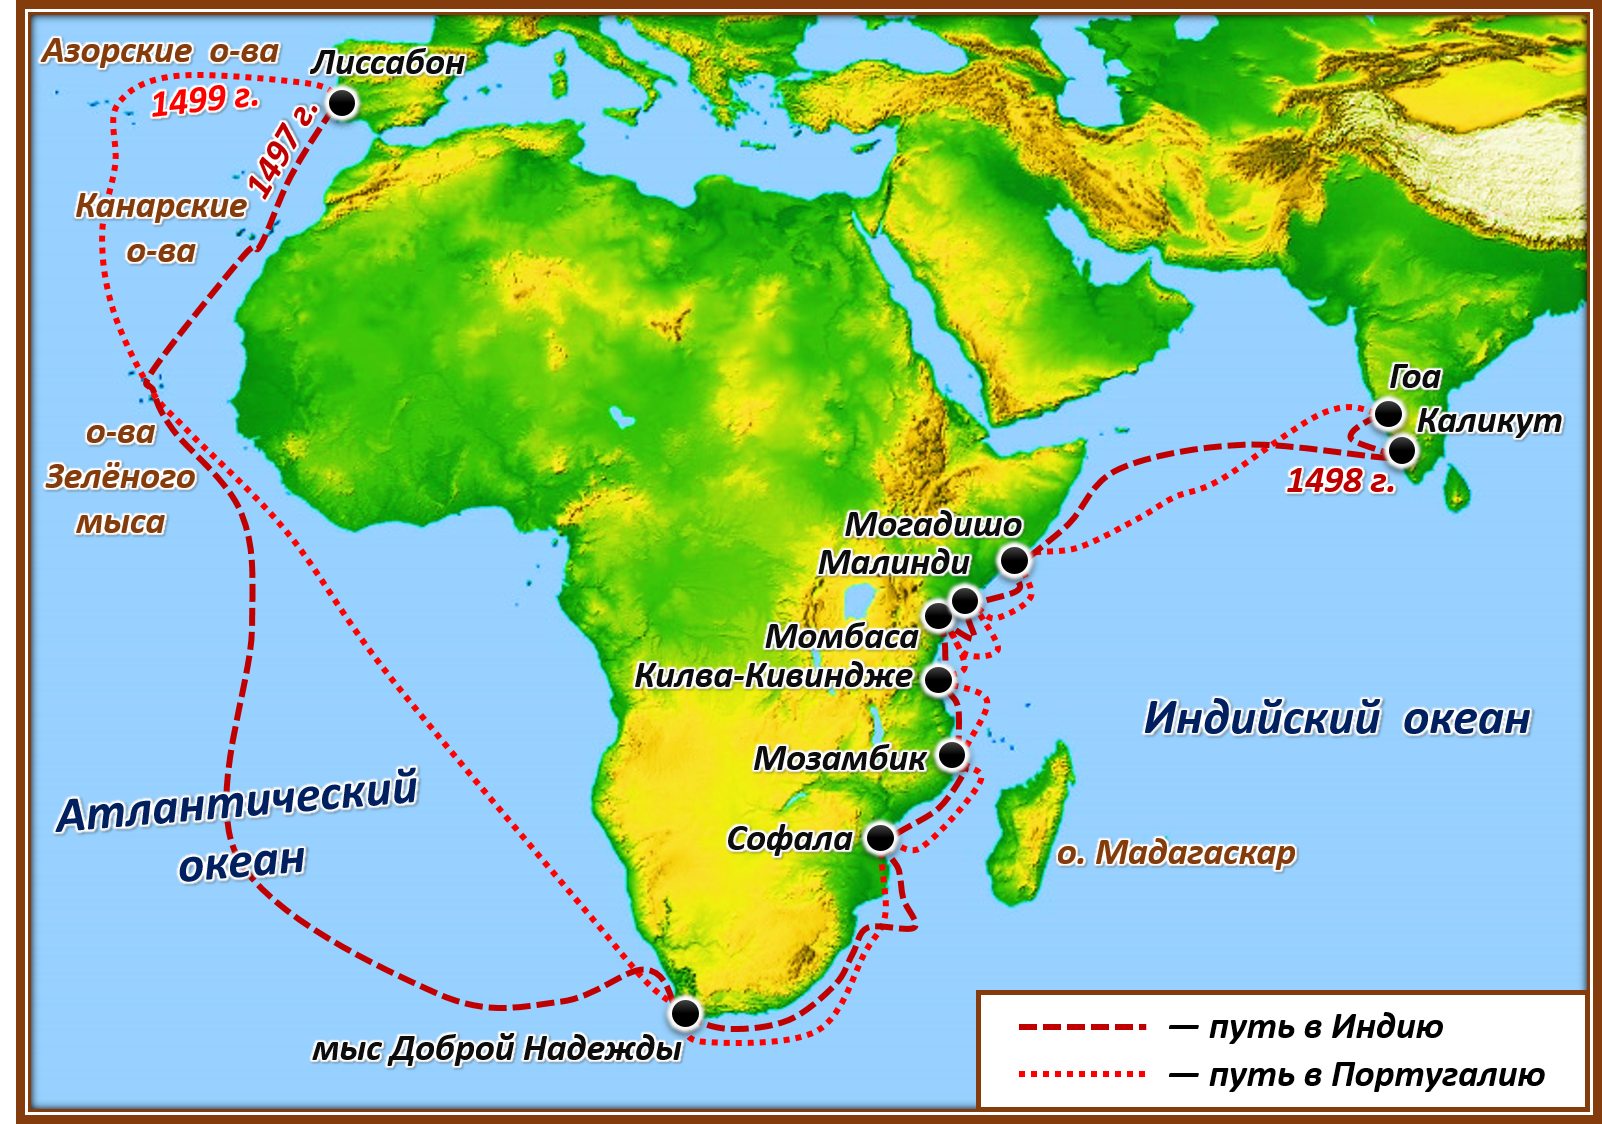 Азорские о-ва
Лиссабон
1499 г.
1497 г.
Канарские
о-ва
о-ва
Зелёного
мыса
Гоа
Каликут
1498 г.
Могадишо
Малинди
Момбаса
Килва-Кивиндже
Мозамбик
Софала
о. Мадагаскар
Индийский океан
Атлантический
океан
мыс Доброй Надежды
— путь в Индию
— путь в Португалию